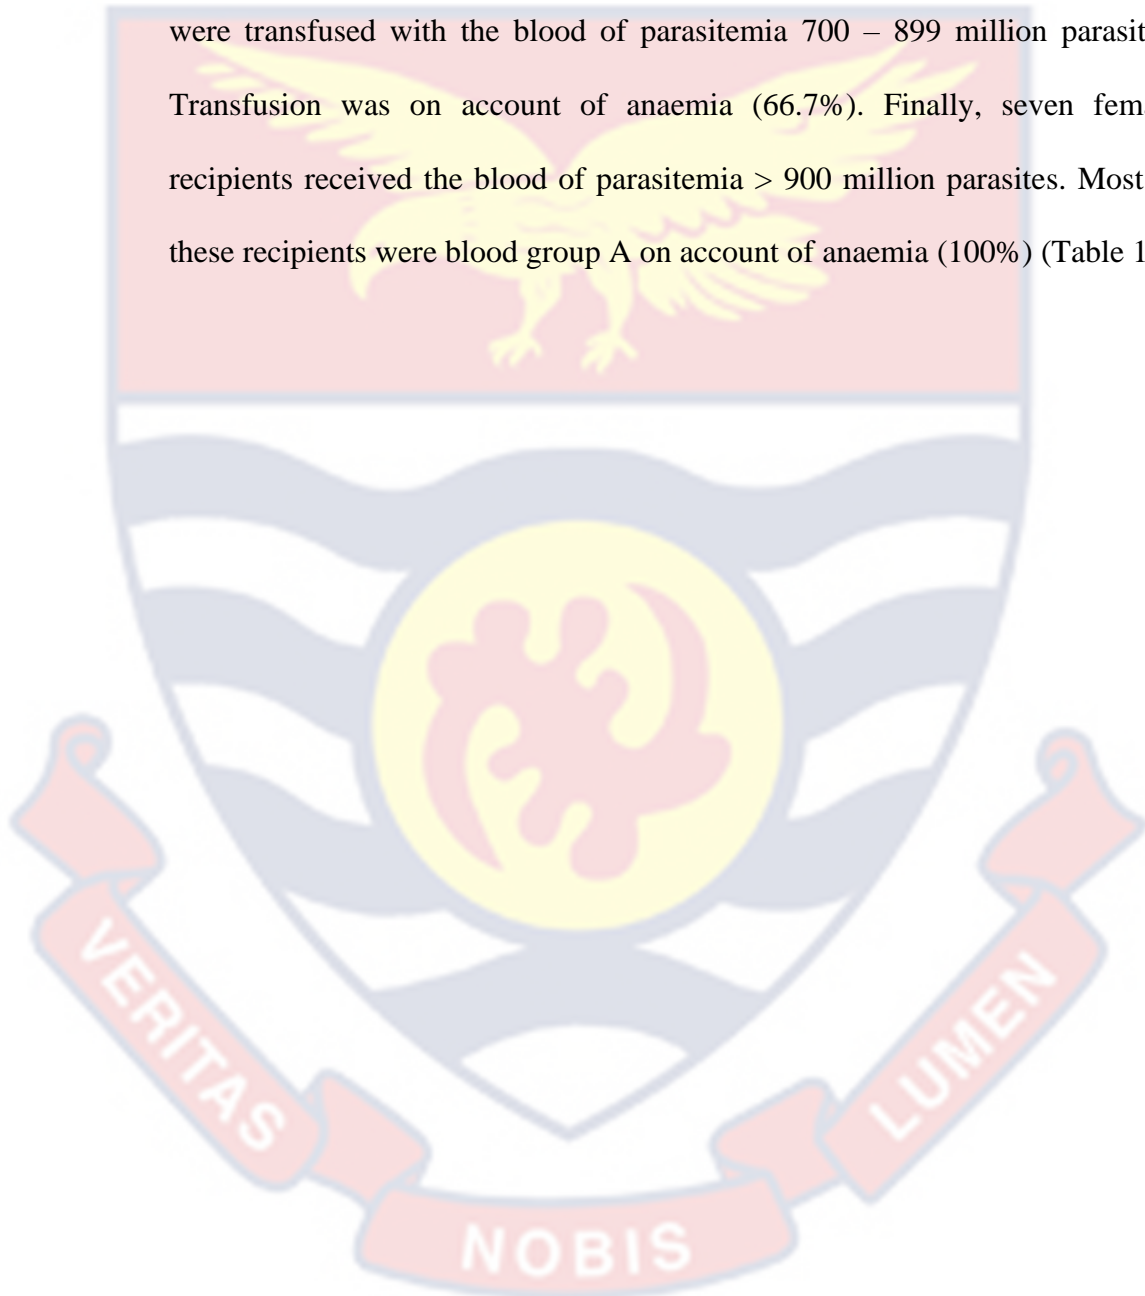 were transfused with the blood of parasitemia 700 – 899 million parasit
Transfusion was on account of anaemia (66.7%). Finally, seven fem
recipients received the blood of parasitemia > 900 million parasites. Most
these recipients were blood group A on account of anaemia (100%) (Table 1
VERITAS
NOBIS
LUMEN